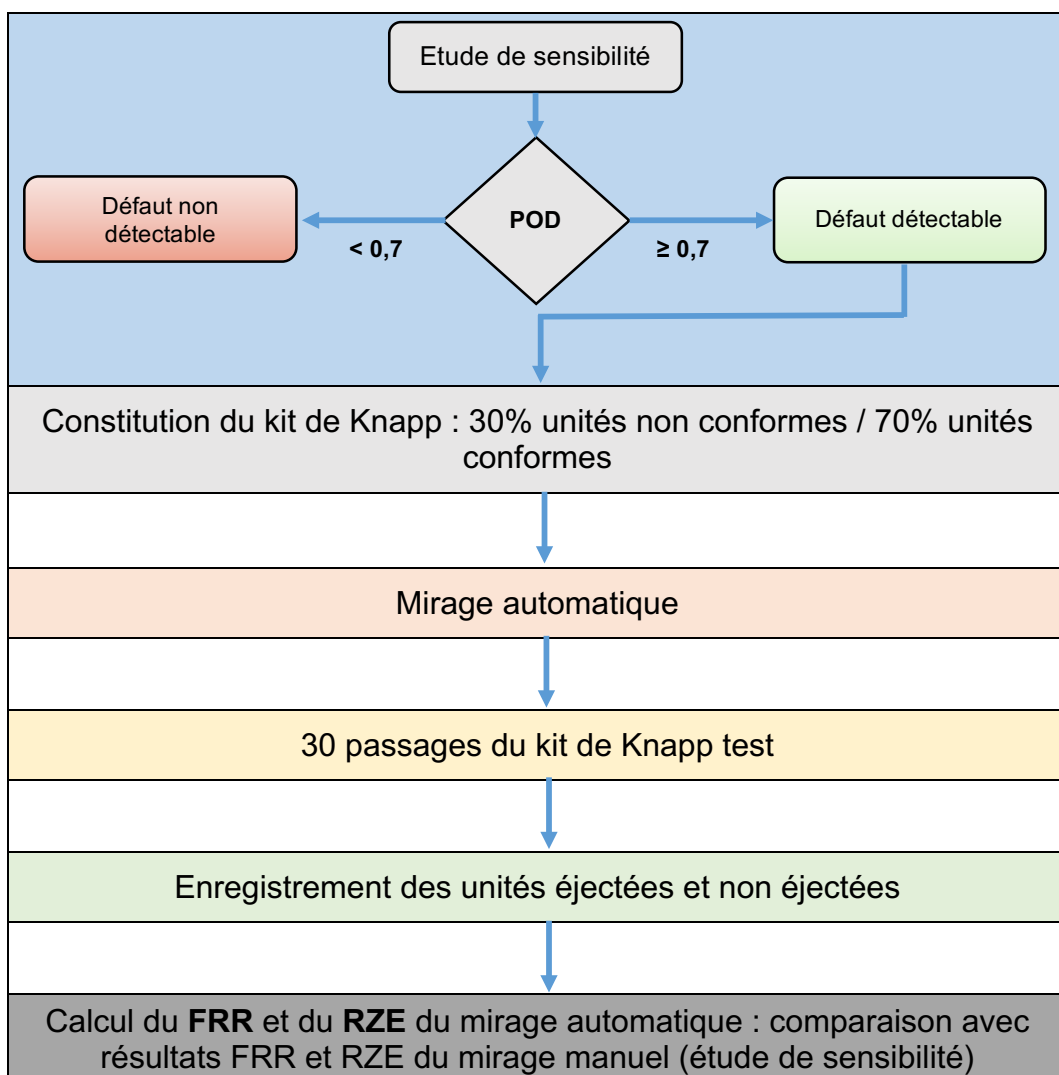 Etude de sensibilité
POD
Défaut non
détectable
< 0,7
≥ 0,7
Défaut détectable
Constitution du kit de Knapp : 30% unités non conformes / 70% unités
conformes
Mirage automatique
30 passages du kit de Knapp test
Enregistrement des unités éjectées et non éjectées
Calcul du FRR et du RZE du mirage automatique : comparaison avec
résultats FRR et RZE du mirage manuel (étude de sensibilité)